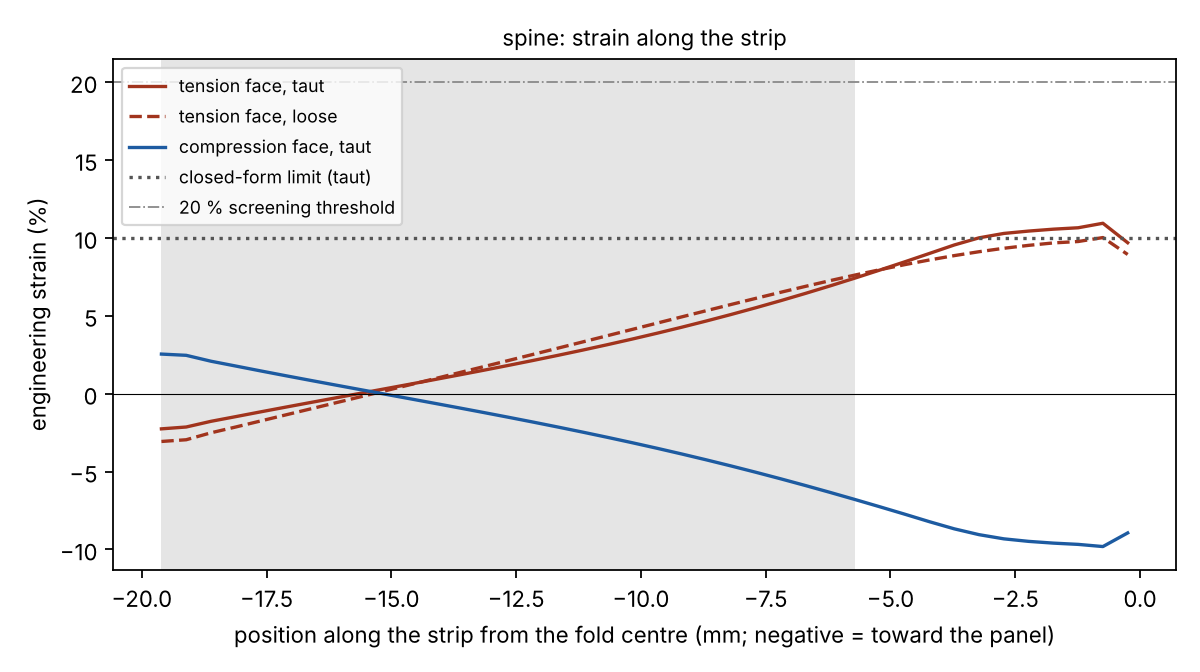 spine: strain along the strip
tension face, taut
tension face, loose
compression face, taut
closed-form limit (taut)
20 % screening threshold
engineering strain (%)
20
15
10
5
0
−5
−10
−20.0 −17.5 −15.0 −12.5 −10.0 −7.5 −5.0 −2.5 0.0
position along the strip from the fold centre (mm; negative = toward the panel)